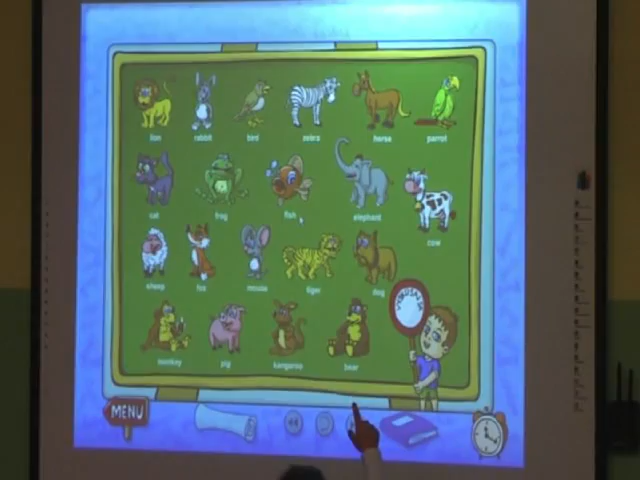 lion rabbit bird zebra horse parrot
cat frog fish elephant cow
sheep fox mouse tiger dog
monkey pig kangaroo bear
MENU